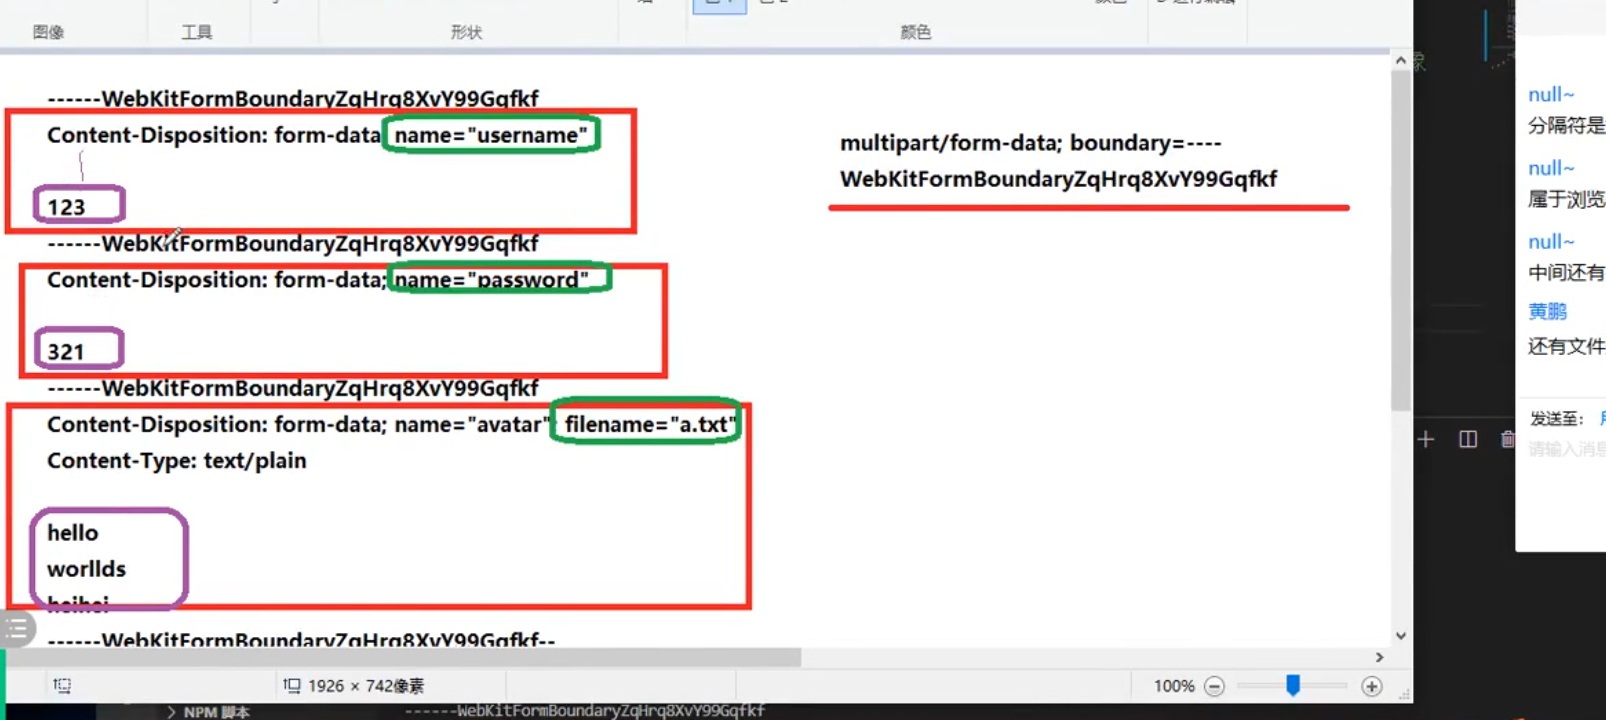 图像
工具
形状
颜色
------WebKitFormBoundaryZqHrq8XvY99Gqfkf
Content-Disposition: form-data; name="username"
123
------WebKitFormBoundaryZqHrq8XvY99Gqfkf
Content-Disposition: form-data; name="password"
321
------WebKitFormBoundaryZqHrq8XvY99Gqfkf
Content-Disposition: form-data; name="avatar" filename="a.txt"
Content-Type: text/plain
hello
worllds
heihei
------WebKitFormBoundaryZqHrq8XvY99Gqfkf--
multipart/form-data; boundary=----
WebKitFormBoundaryZqHrq8XvY99Gqfkf
null~
分隔符是
null~
属于浏览
null~
中间还有
黄鹏
还有文件
发送至:
请输入消息
1926 × 742像素
100%
NPM 脚本
------WebKitFormBoundaryZqHrq8XvY99Gqfkf